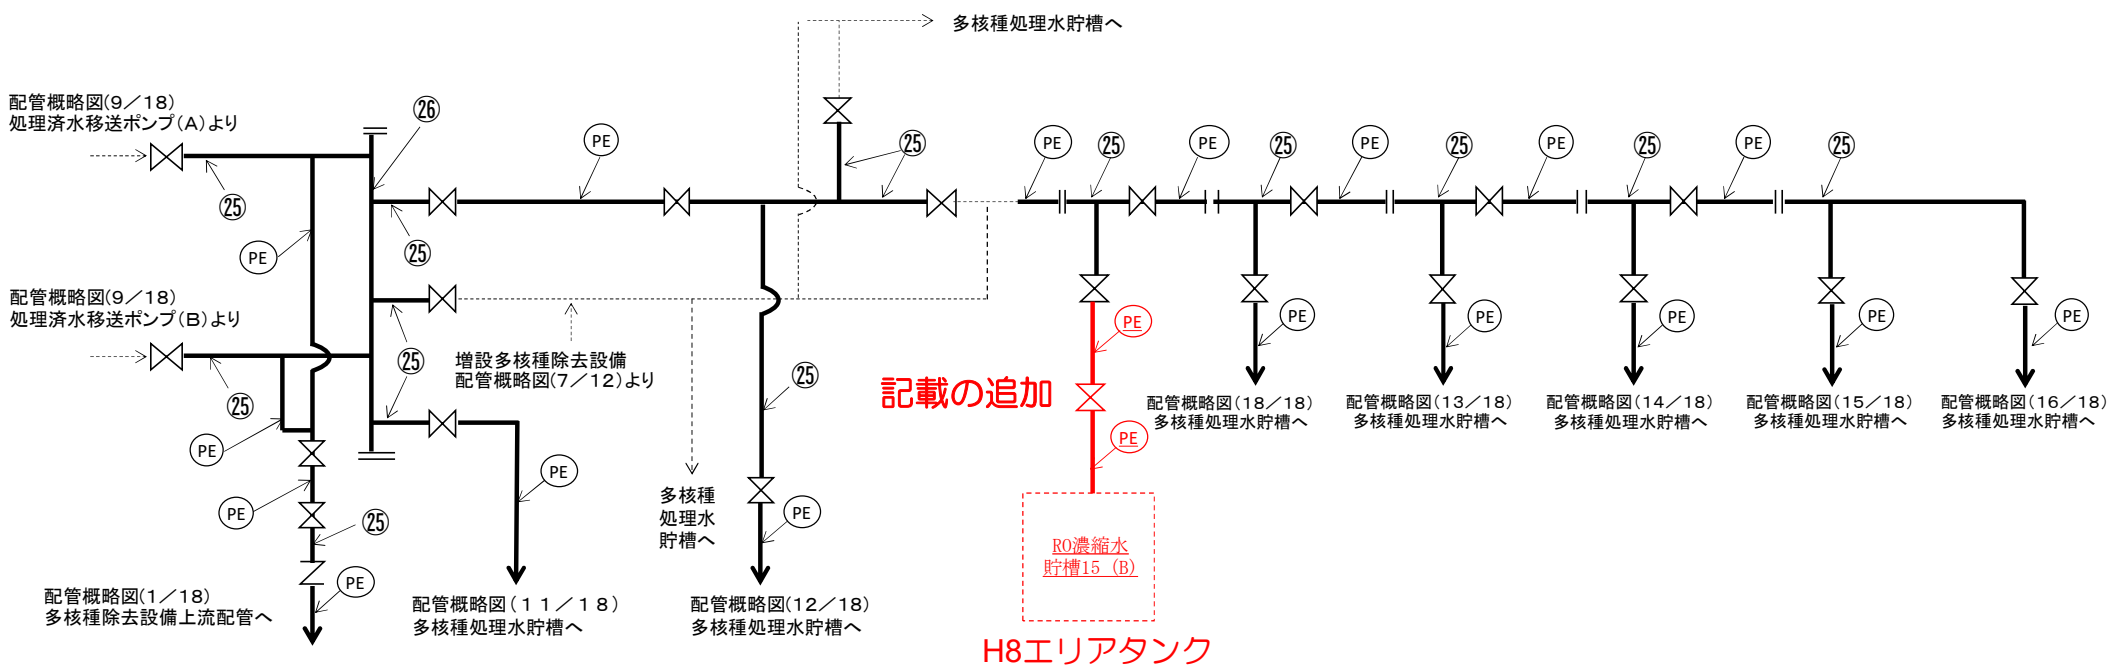 多核種処理水貯槽へ
配管概略図(9／18)
処理済水移送ポンプ(A)より
㉖
PE
㉕
PE
㉕
PE
㉕
PE
㉕
PE
㉕
PE
㉕
㉕
PE
㉕
㉕
配管概略図(9／18)
処理済水移送ポンプ(B)より
PE
PE
PE
PE
PE
PE
増設多核種除去設備
配管概略図(7／12)より
㉕
㉕
㉕
記載の追加
配管概略図(18／18)
多核種処理水貯槽へ
配管概略図(13／18)
多核種処理水貯槽へ
配管概略図(14／18)
多核種処理水貯槽へ
配管概略図(15／18)
多核種処理水貯槽へ
配管概略図(16／18)
多核種処理水貯槽へ
PE
PE
PE
PE
㉕
PE
多核種
処理水
貯槽へ
RO濃縮水
貯槽15 (B)
PE
配管概略図(1／18)
多核種除去設備上流配管へ
配管概略図(１１／１８)
多核種処理水貯槽へ
配管概略図(12／18)
多核種処理水貯槽へ
H8エリアタンク